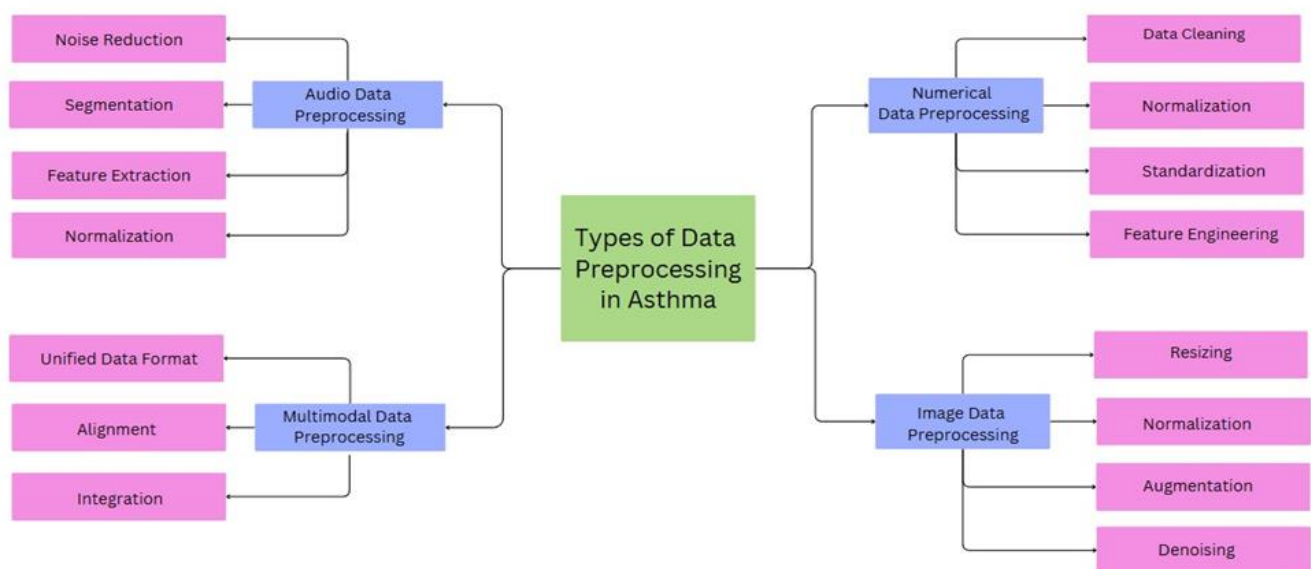 Types of Data
Preprocessing
in Asthma
Audio Data
Preprocessing
Noise Reduction
Segmentation
Feature Extraction
Normalization
Multimodal Data
Preprocessing
Unified Data Format
Alignment
Integration
Numerical
Data Preprocessing
Data Cleaning
Normalization
Standardization
Feature Engineering
Image Data
Preprocessing
Resizing
Normalization
Augmentation
Denoising